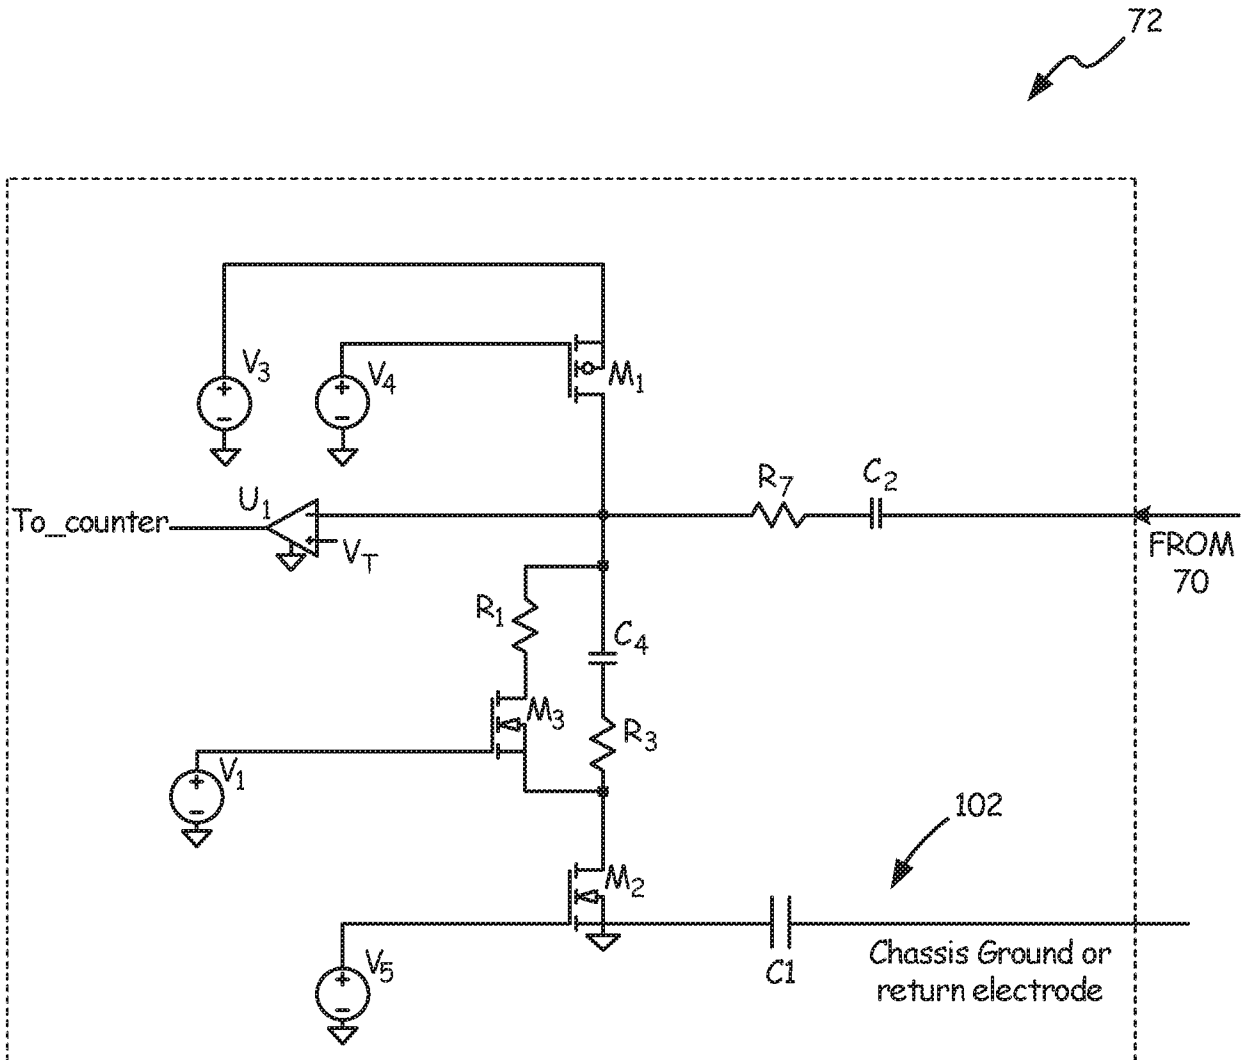 72
V3
V4
M1
R7
C2
U1
To_counter
VT
FROM
70
R1
C4
M3
R3
V1
102
M2
V5
C1
Chassis Ground or
return electrode